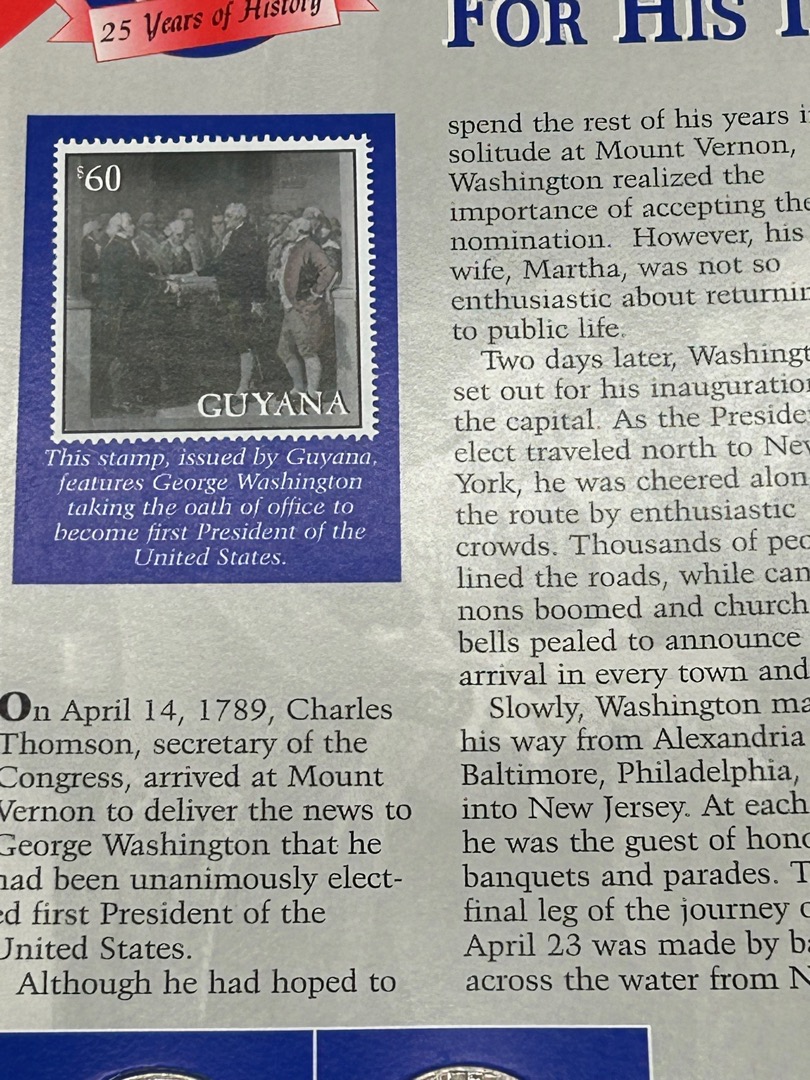 25 Years of History
FOR HIS
$60
GUYANA
This stamp, issued by Guyana,
features George Washington
taking the oath of office to
become first President of the
United States.
On April 14, 1789, Charles
Thomson, secretary of the
Congress, arrived at Mount
Vernon to deliver the news to
George Washington that he
had been unanimously elect-
ed first President of the
United States.
Although he had hoped to
spend the rest of his years
solitude at Mount Vernon,
Washington realized the
importance of accepting the
nomination. However, his
wife, Martha, was not so
enthusiastic about returnin
to public life.
Two days later, Washingt
set out for his inauguration
the capital. As the Preside
elect traveled north to New
York, he was cheered alon
the route by enthusiastic
crowds. Thousands of peo
lined the roads, while can
nons boomed and church
bells pealed to announce
arrival in every town and
Slowly, Washington ma
his way from Alexandria
Baltimore, Philadelphia,
into New Jersey. At each
he was the guest of hono
banquets and parades. T
final leg of the journey o
April 23 was made by ba
across the water from N